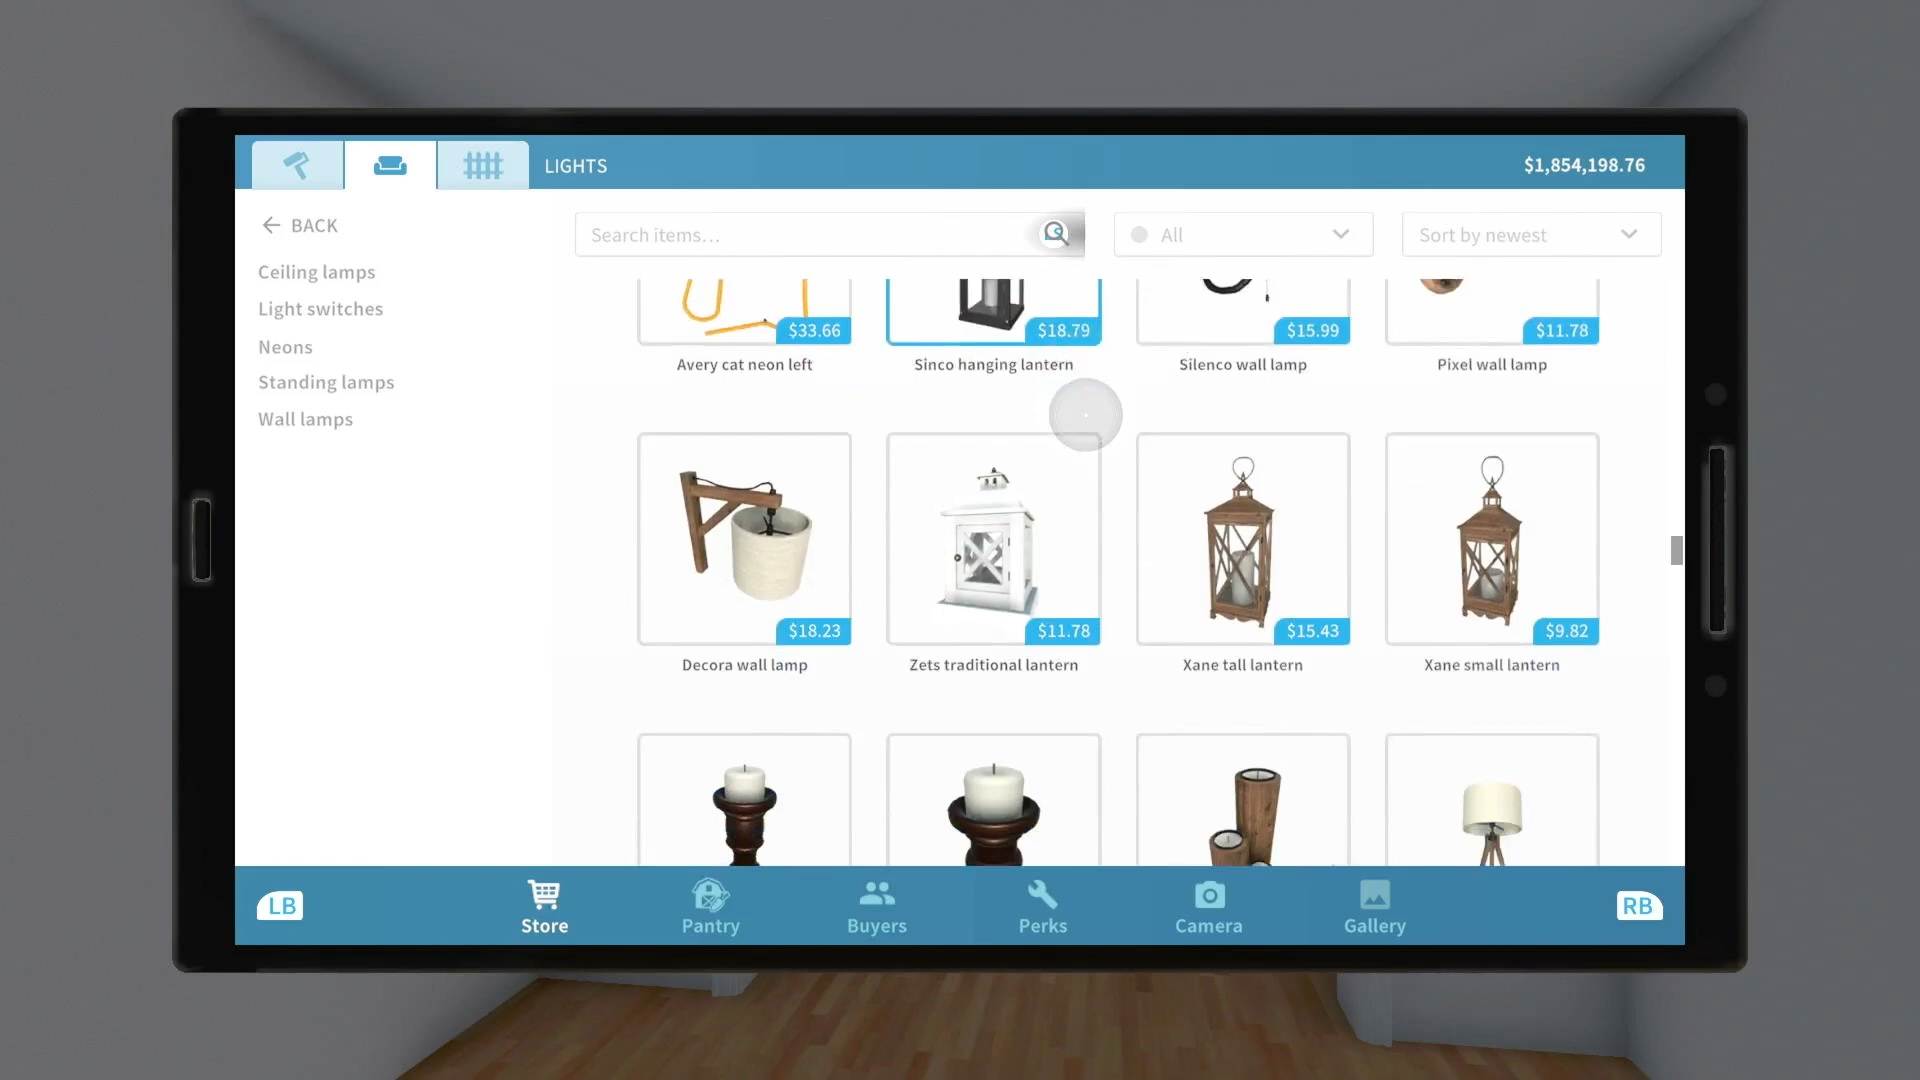 LIGHTS
$1,854,198.76
BACK
Search items...
All
Sort by newest
Ceiling lamps
Light switches
Neons
Standing lamps
Wall lamps
$33.66
$18.79
$15.99
$11.78
Avery cat neon left
Sinco hanging lantern
Silenco wall lamp
Pixel wall lamp
$18.23
$11.78
$15.43
$9.82
Decora wall lamp
Zets traditional lantern
Xane tall lantern
Xane small lantern
LB
Store
Pantry
Buyers
Perks
Camera
Gallery
RB